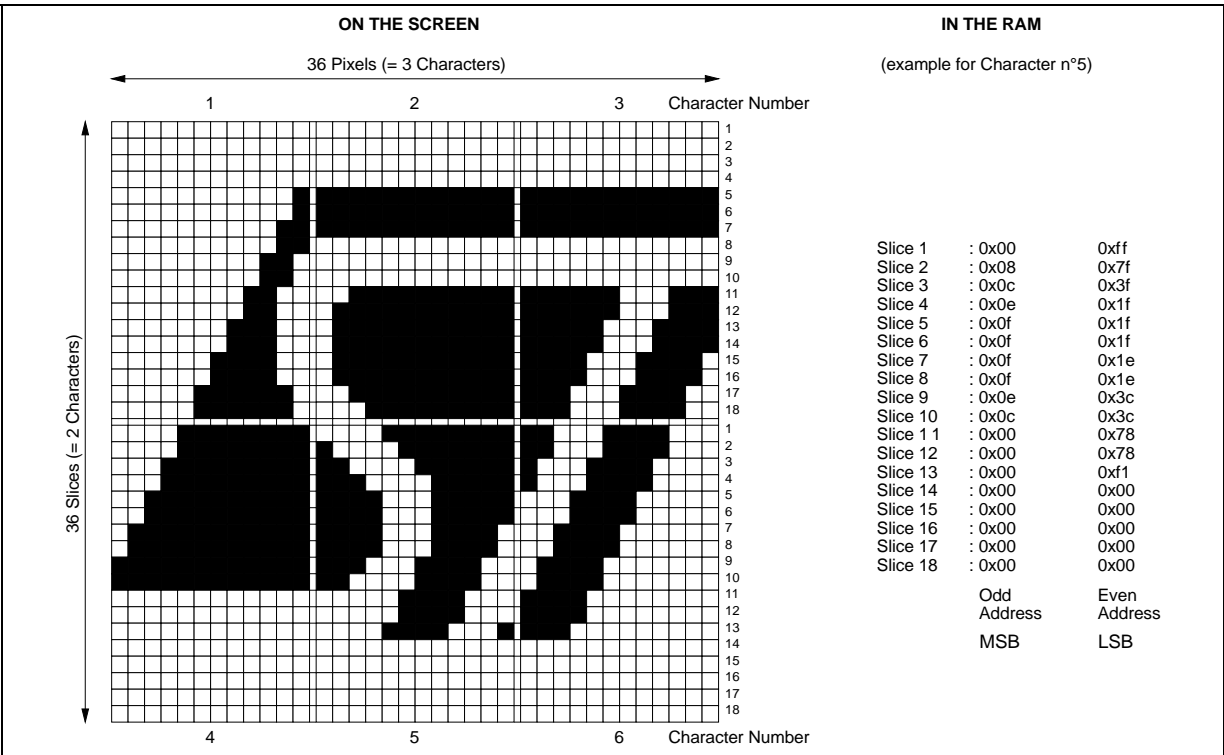 ON THE SCREEN
IN THE RAM
36 Pixels (= 3 Characters)
(example for Character n°5)
1 2 3 Character Number
36 Slices (= 2 Characters)
1
2
3
4
5
6
7
8
9
10
11
12
13
14
15
16
17
18
1
2
3
4
5
6
7
8
9
10
11
12
13
14
15
16
17
18
4 5 6 Character Number
Slice 1 : 0x00 0xff
Slice 2 : 0x08 0x7f
Slice 3 : 0x0c 0x3f
Slice 4 : 0x0e 0x1f
Slice 5 : 0x0f 0x1f
Slice 6 : 0x0f 0x1f
Slice 7 : 0x0f 0x1e
Slice 8 : 0x0f 0x1e
Slice 9 : 0x0e 0x3c
Slice 10 : 0x0c 0x3c
Slice 11 : 0x00 0x78
Slice 12 : 0x00 0x78
Slice 13 : 0x00 0xf1
Slice 14 : 0x00 0x00
Slice 15 : 0x00 0x00
Slice 16 : 0x00 0x00
Slice 17 : 0x00 0x00
Slice 18 : 0x00 0x00
Odd Even
Address Address
MSB LSB